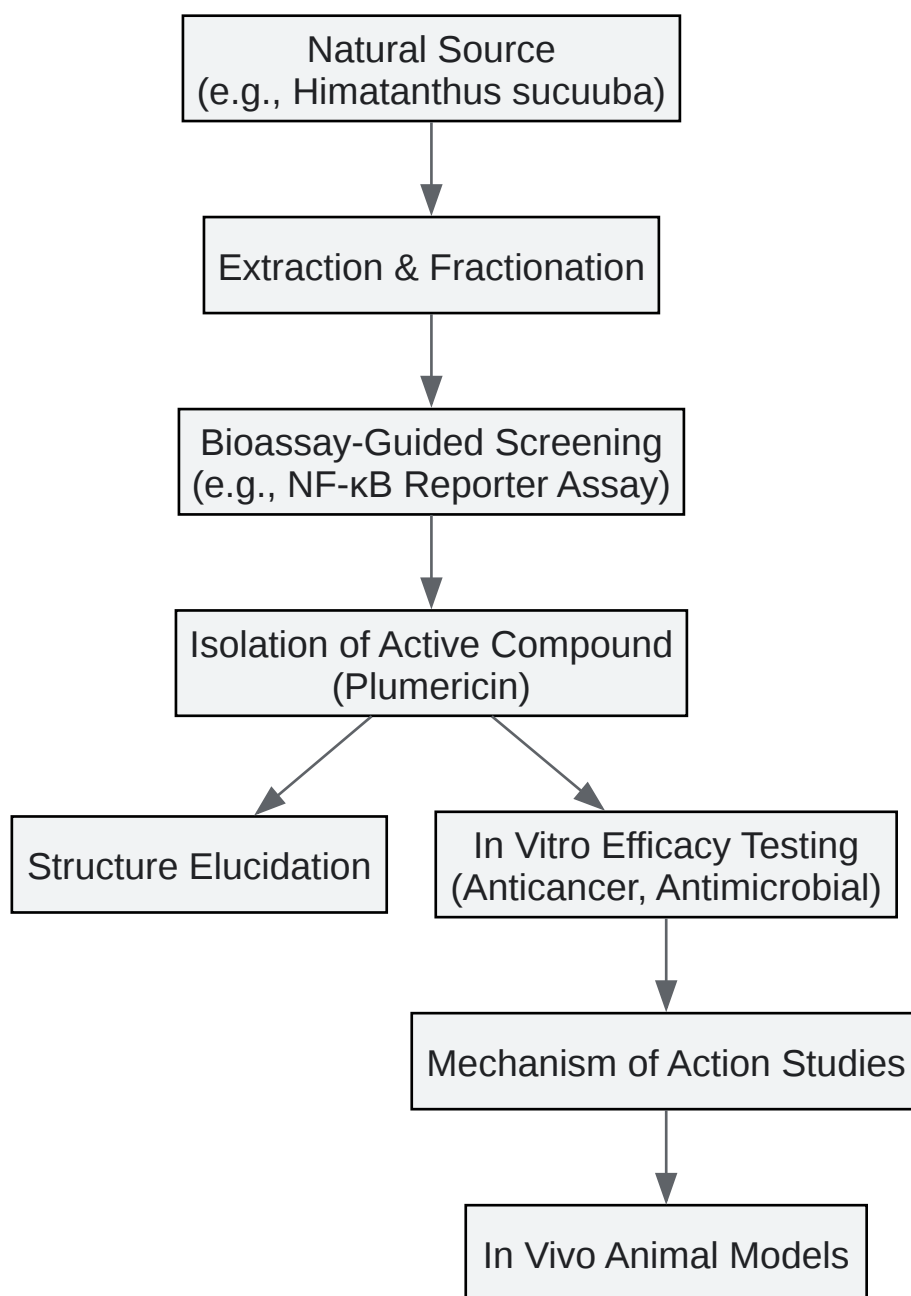 Natural Source
(e.g., Himatanthus sucuuba)
Extraction & Fractionation
Bioassay-Guided Screening
(e.g., NF-κB Reporter Assay)
Isolation of Active Compound
(Plumericin)
Structure Elucidation
In Vitro Efficacy Testing
(Anticancer, Antimicrobial)
Mechanism of Action Studies
In Vivo Animal Models